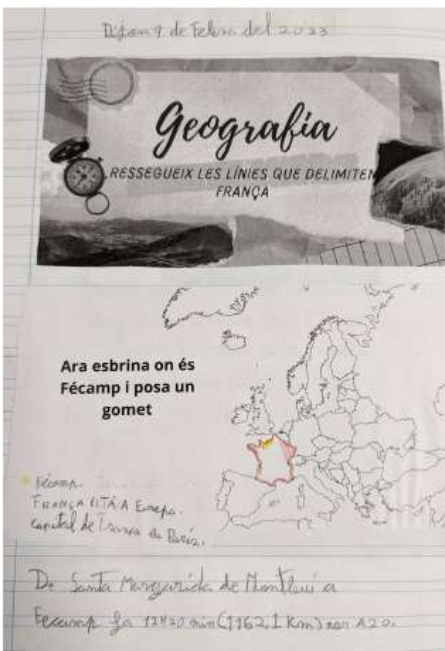 Dijous 9 de Febrer del 2023
Geografia
RESSEGUEIX LES LÍNIES QUE DELIMITEN
FRANÇA
Ara esbrina on és
Fécamp i posa un
gomet
Fécamp.
FRANÇA ESTÀ A Europa.
Capital de França és París.
De Santa Margarida de Montbui a
Fecamp fa 11h20 min (1162,1 Km) per A20.